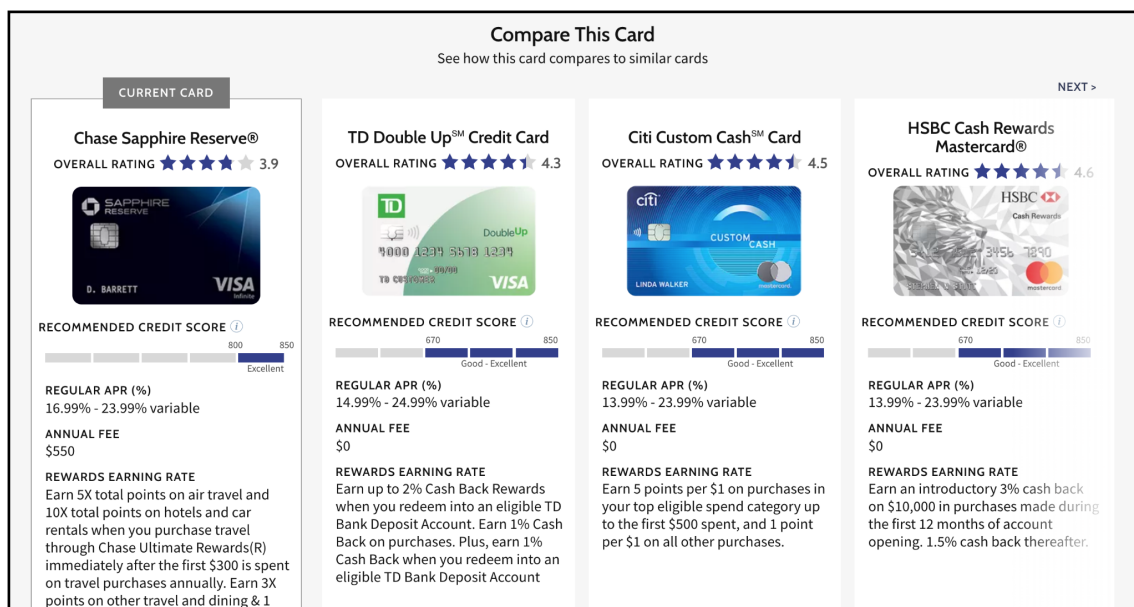 Compare This Card
See how this card compares to similar cards
NEXT >
CURRENT CARD
Chase Sapphire Reserve®
OVERALL RATING 3.9
SAPPHIRE
RESERVE
D. BARRETT
VISA
Infinite
RECOMMENDED CREDIT SCORE i
800 850
Excellent
REGULAR APR (%)
16.99% - 23.99% variable
ANNUAL FEE
$550
REWARDS EARNING RATE
Earn 5X total points on air travel and
10X total points on hotels and car
rentals when you purchase travel
through Chase Ultimate Rewards(R)
immediately after the first $300 is spent
on travel purchases annually. Earn 3X
points on other travel and dining & 1
TD Double Up℠ Credit Card
OVERALL RATING 4.3
TD
DoubleUp
4000 1234 5678 1234
TD CUSTOMER
VISA
RECOMMENDED CREDIT SCORE i
670 850
Good - Excellent
REGULAR APR (%)
14.99% - 24.99% variable
ANNUAL FEE
$0
REWARDS EARNING RATE
Earn up to 2% Cash Back Rewards
when you redeem into an eligible TD
Bank Deposit Account. Earn 1% Cash
Back on purchases. Plus, earn 1%
Cash Back when you redeem into an
eligible TD Bank Deposit Account
Citi Custom Cash℠ Card
OVERALL RATING 4.5
citi
CUSTOM
CASH
LINDA WALKER
mastercard
RECOMMENDED CREDIT SCORE i
670 850
Good - Excellent
REGULAR APR (%)
13.99% - 23.99% variable
ANNUAL FEE
$0
REWARDS EARNING RATE
Earn 5 points per $1 on purchases in
your top eligible spend category up
to the first $500 spent, and 1 point
per $1 on all other purchases.
HSBC Cash Rewards
Mastercard®
OVERALL RATING 4.6
HSBC
Cash Rewards
3456 7890
mastercard
RECOMMENDED CREDIT SCORE i
670 850
Good - Excellent
REGULAR APR (%)
13.99% - 23.99% variable
ANNUAL FEE
$0
REWARDS EARNING RATE
Earn an introductory 3% cash back
on $10,000 in purchases made during
the first 12 months of account
opening. 1.5% cash back thereafter.